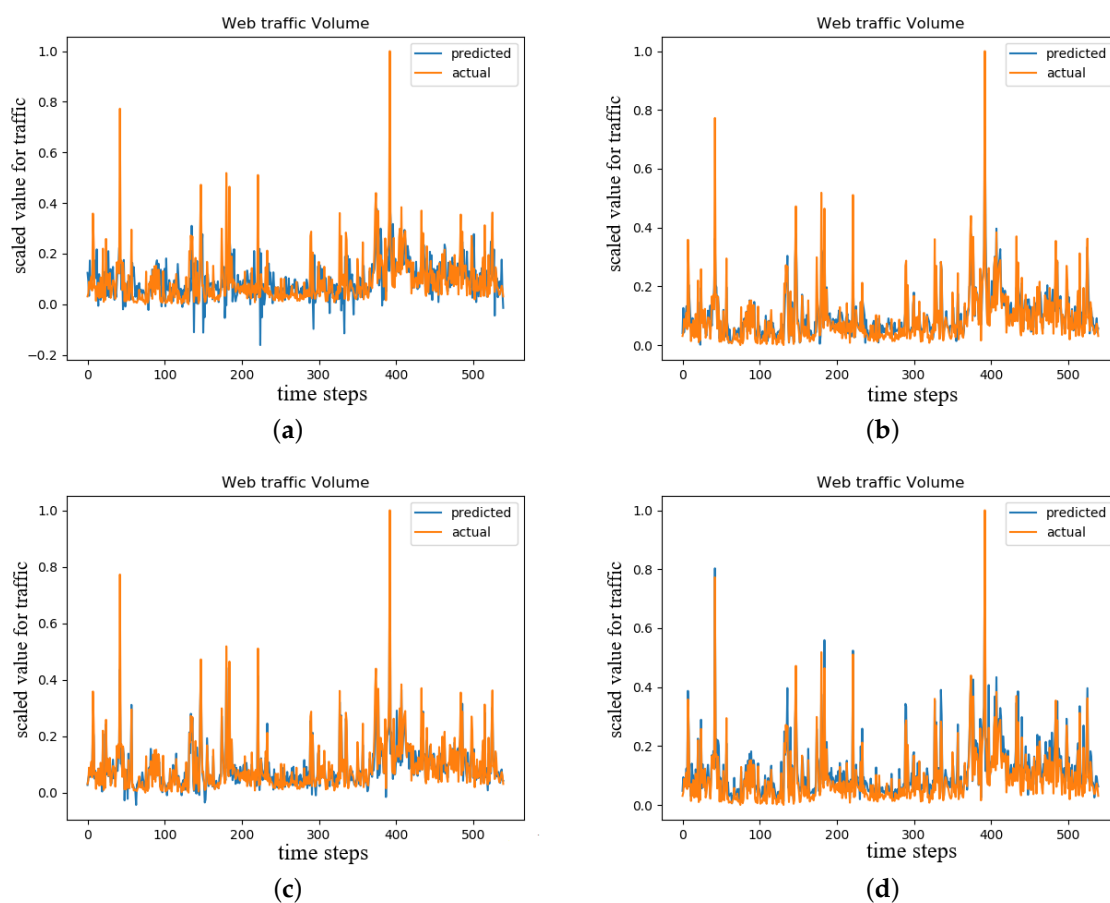 Web traffic Volume
predicted
actual
scaled value for traffic
1.0
0.8
0.6
0.4
0.2
0.0
−0.2
0 100 200 300 400 500
time steps
(a)
Web traffic Volume
predicted
actual
scaled value for traffic
1.0
0.8
0.6
0.4
0.2
0.0
0 100 200 300 400 500
time steps
(b)
Web traffic Volume
predicted
actual
scaled value for traffic
1.0
0.8
0.6
0.4
0.2
0.0
0 100 200 300 400 500
time steps
(c)
Web traffic Volume
predicted
actual
scaled value for traffic
1.0
0.8
0.6
0.4
0.2
0.0
0 100 200 300 400 500
time steps
(d)